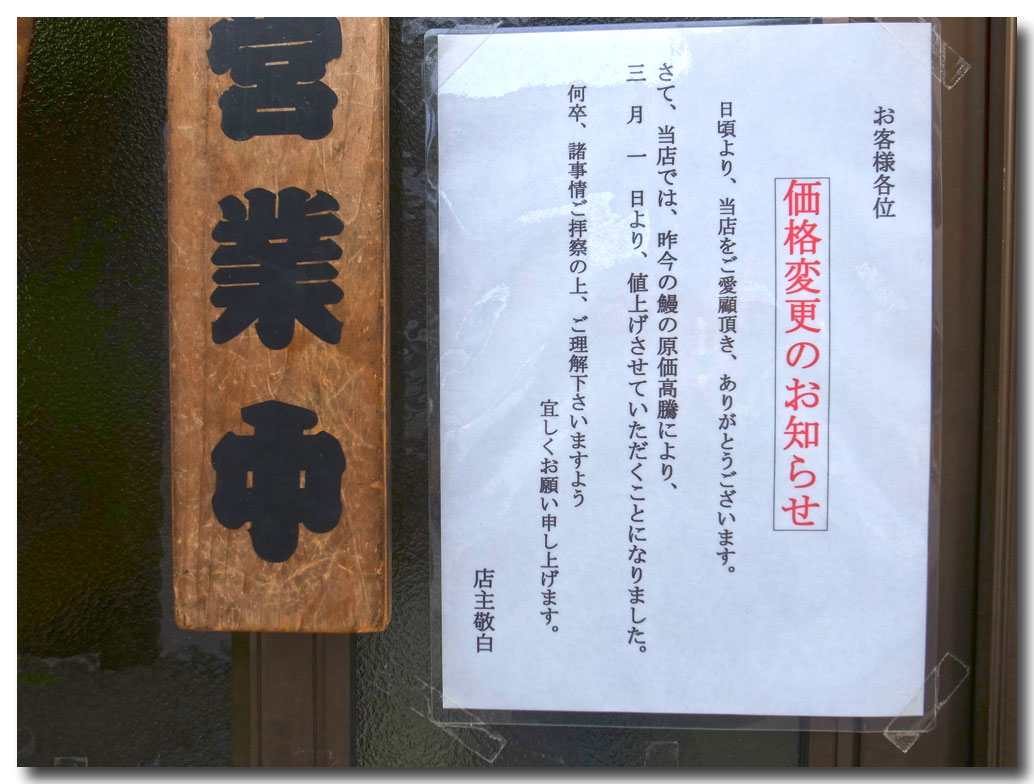 お客様各位
価格変更のお知らせ
日頃より、当店をご愛顧頂き、ありがとうございます。
さて、当店では、昨今の鰻の原価高騰により、
三月一日より、値上げさせていただくことになりました。
何卒、諸事情ご拝察の上、ご理解下さいますよう
宜しくお願い申し上げます。
店主敬白
営業中